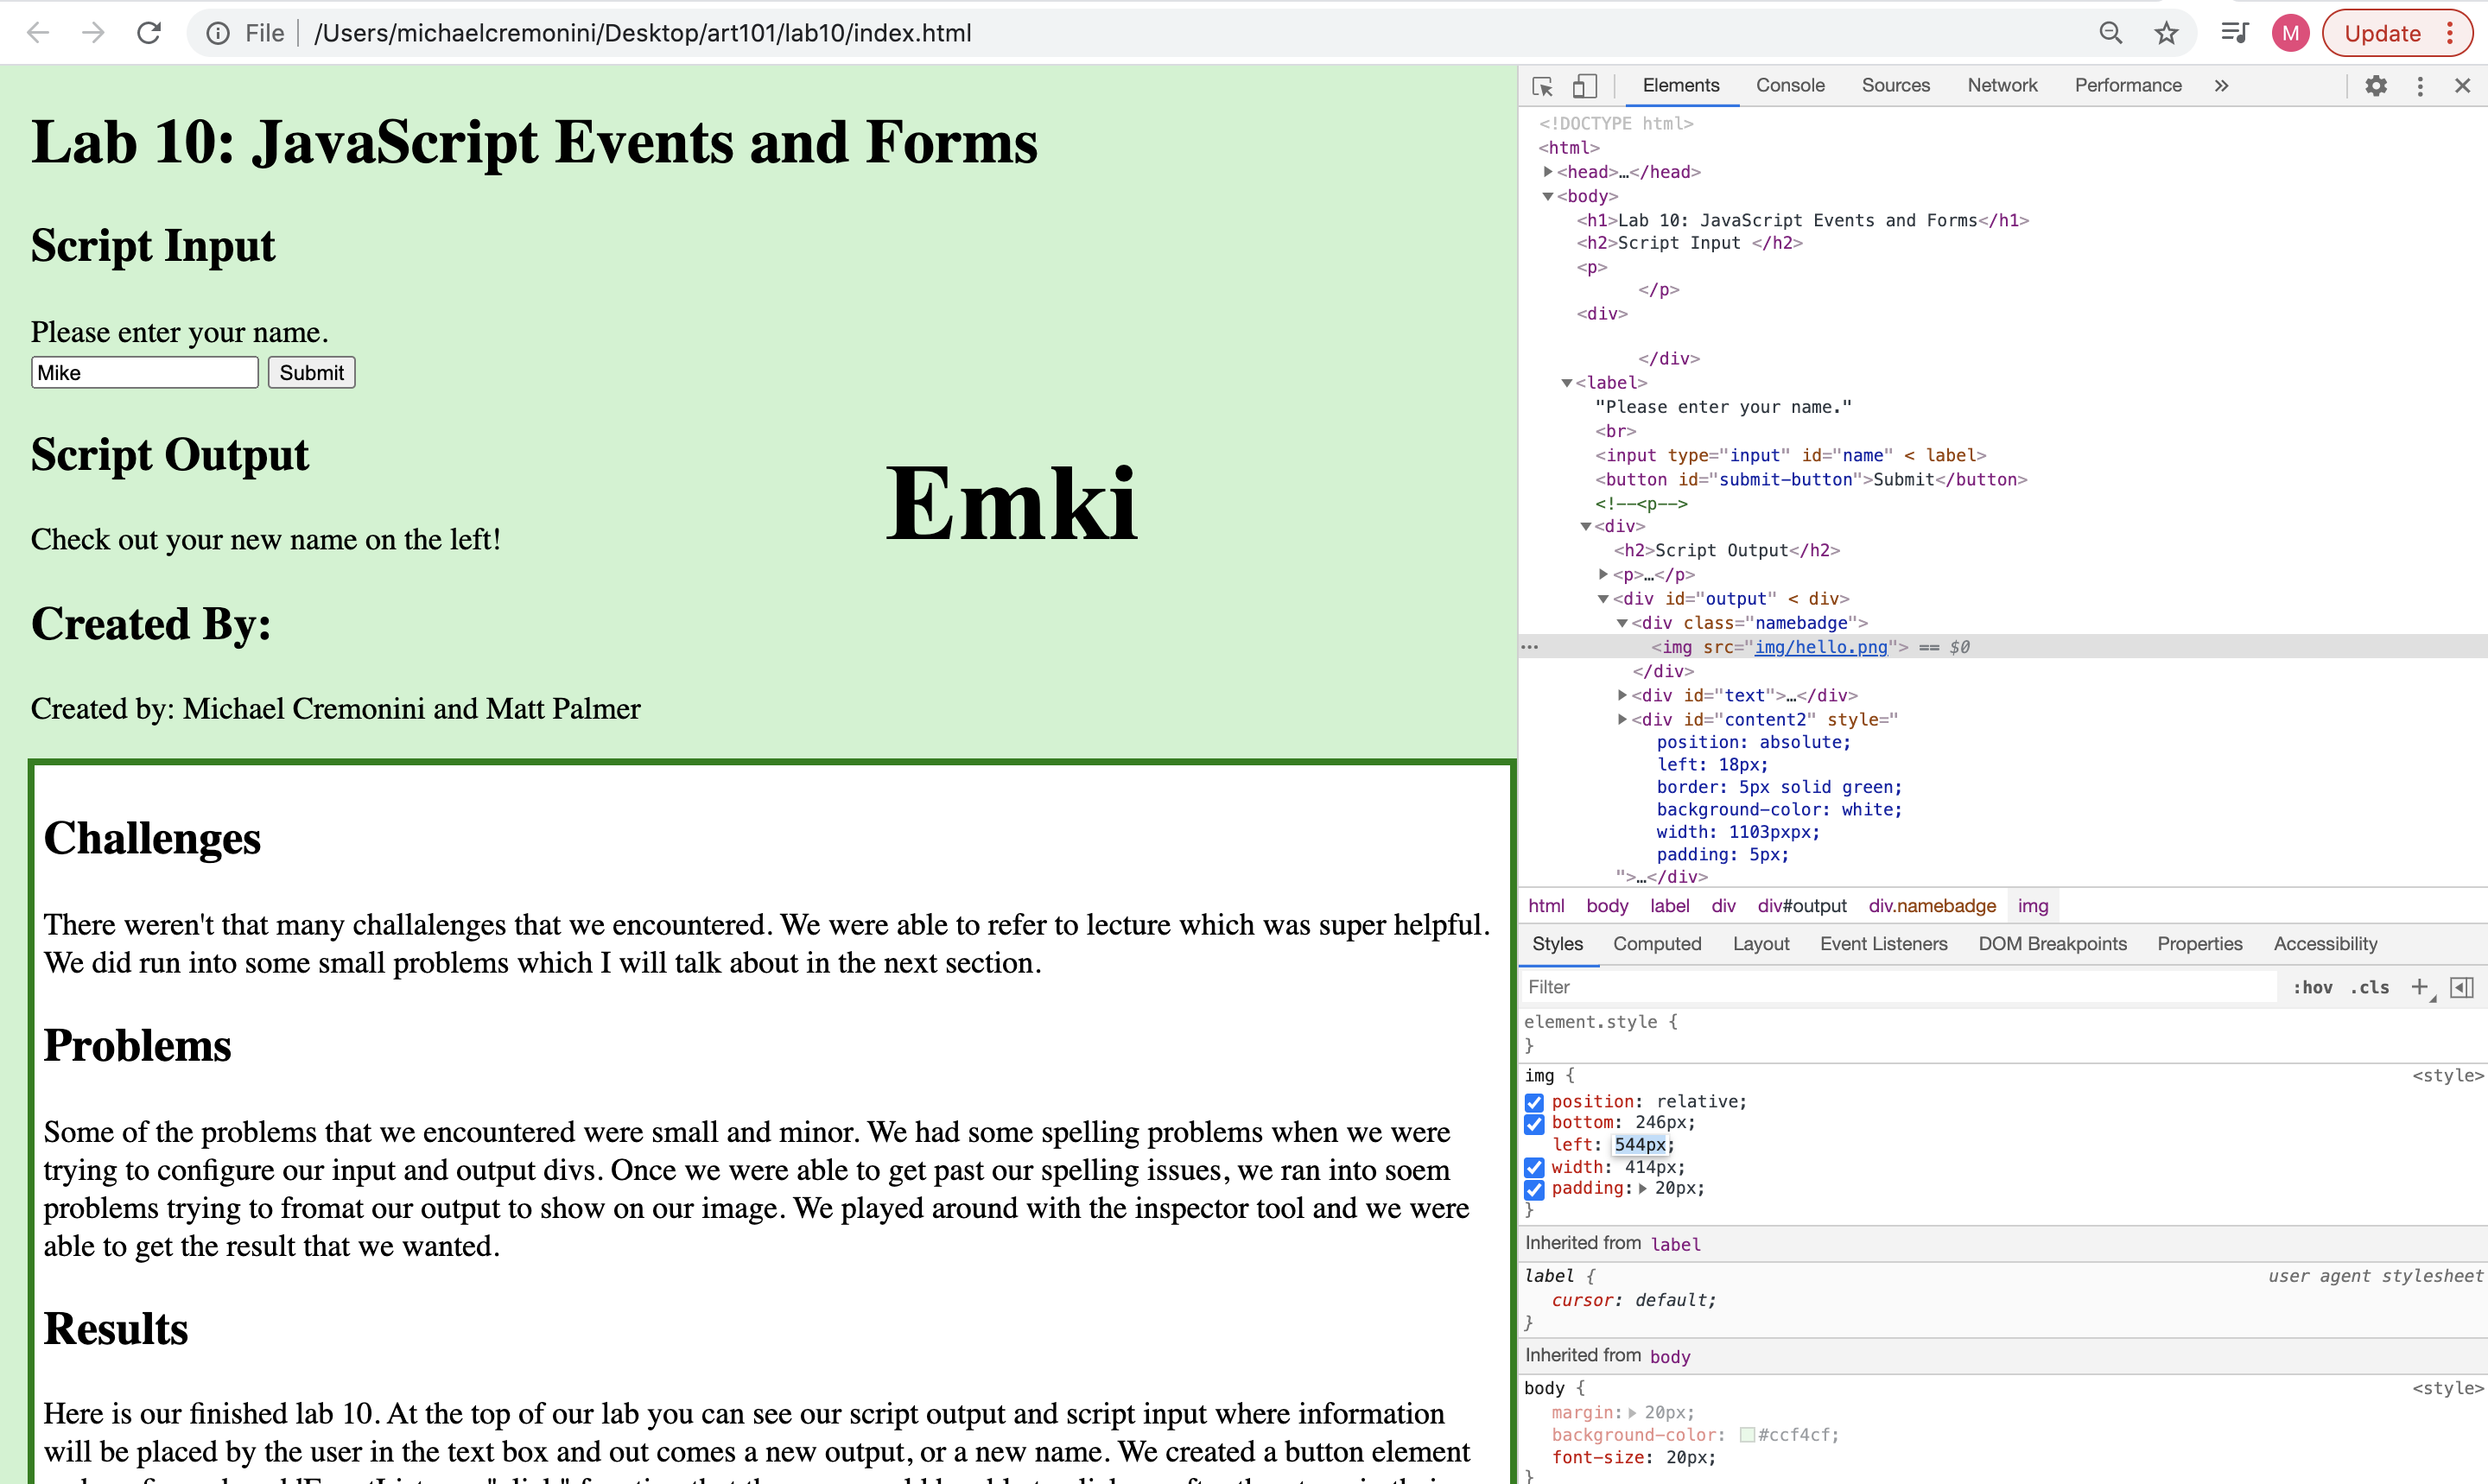 File /Users/michaelcremonini/Desktop/art101/lab10/index.html
M
Update
Lab 10: JavaScript Events and Forms
Script Input
Please enter your name.
Mike Submit
Script Output
Emki
Check out your new name on the left!
Created By:
Created by: Michael Cremonini and Matt Palmer
Challenges
There weren't that many challalenges that we encountered. We were able to refer to lecture which was super helpful.
We did run into some small problems which I will talk about in the next section.
Problems
Some of the problems that we encountered were small and minor. We had some spelling problems when we were
trying to configure our input and output divs. Once we were able to get past our spelling issues, we ran into soem
problems trying to fromat our output to show on our image. We played around with the inspector tool and we were
able to get the result that we wanted.
Results
Here is our finished lab 10. At the top of our lab you can see our script output and script input where information
will be placed by the user in the text box and out comes a new output, or a new name. We created a button element
Elements Console Sources Network Performance »
<!DOCTYPE html>
<html>
<head>…</head>
<body>
<h1>Lab 10: JavaScript Events and Forms</h1>
<h2>Script Input </h2>
<p>
</p>
<div>
</div>
<label>
"Please enter your name."
<br>
<input type="input" id="name" < label>
<button id="submit-button">Submit</button>
<!--<p-->
<div>
<h2>Script Output</h2>
<p>…</p>
<div id="output" < div>
<div class="namebadge">
<img src="img/hello.png"> == $0
</div>
<div id="text">…</div>
<div id="content2" style="
position: absolute;
left: 18px;
border: 5px solid green;
background-color: white;
width: 1103pxpx;
padding: 5px;
">…</div>
html body label div div#output div.namebadge img
Styles Computed Layout Event Listeners DOM Breakpoints Properties Accessibility
Filter :hov .cls +
element.style {
}
img { <style>
position: relative;
bottom: 246px;
left: 544px;
width: 414px;
padding: 20px;
}
Inherited from label
label { user agent stylesheet
cursor: default;
}
Inherited from body
body { <style>
margin: 20px;
background-color: #ccf4cf;
font-size: 20px;
}